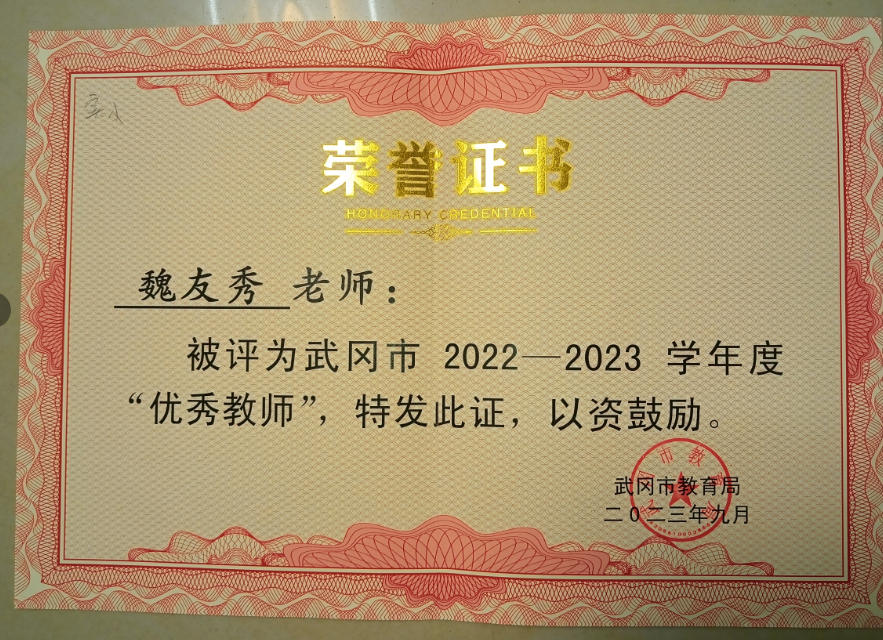 荣誉证书
HONORARY CREDENTIAL
魏友秀 老师：
被评为武冈市 2022—2023 学年度
“优秀教师”，特发此证，以资鼓励。
武冈市教育局
二0二三年九月